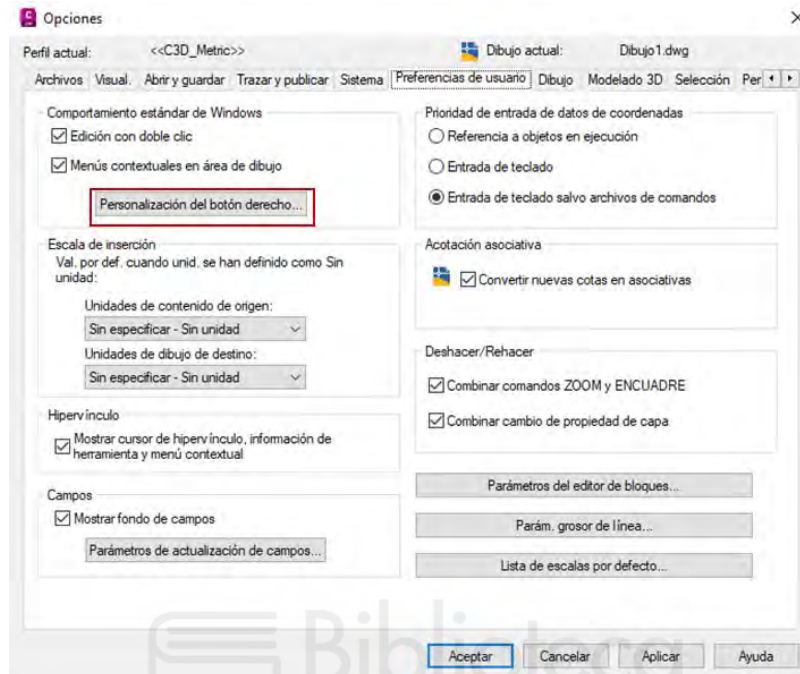 Opciones
Perfil actual: <<C3D_Metric>> Dibujo actual: Dibujo1.dwg
Archivos Visual. Abrir y guardar Trazar y publicar Sistema Preferencias de usuario Dibujo Modelado 3D Selección Per
Comportamiento estándar de Windows
Edición con doble clic
Menús contextuales en área de dibujo
Personalización del botón derecho...
Escala de inserción
Val. por def. cuando unid. se han definido como Sin
unidad:
Unidades de contenido de origen:
Sin especificar - Sin unidad
Unidades de dibujo de destino:
Sin especificar - Sin unidad
Hipervínculo
Mostrar cursor de hipervínculo, información de
herramienta y menú contextual
Campos
Mostrar fondo de campos
Parámetros de actualización de campos...
Prioridad de entrada de datos de coordenadas
Referencia a objetos en ejecución
Entrada de teclado
Entrada de teclado salvo archivos de comandos
Acotación asociativa
Convertir nuevas cotas en asociativas
Deshacer/Rehacer
Combinar comandos ZOOM y ENCUADRE
Combinar cambio de propiedad de capa
Parámetros del editor de bloques...
Parám. grosor de línea...
Lista de escalas por defecto...
Biblioteca
Aceptar Cancelar Aplicar Ayuda